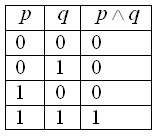 p q p ∧ q
0 0 0
0 1 0
1 0 0
1 1 1